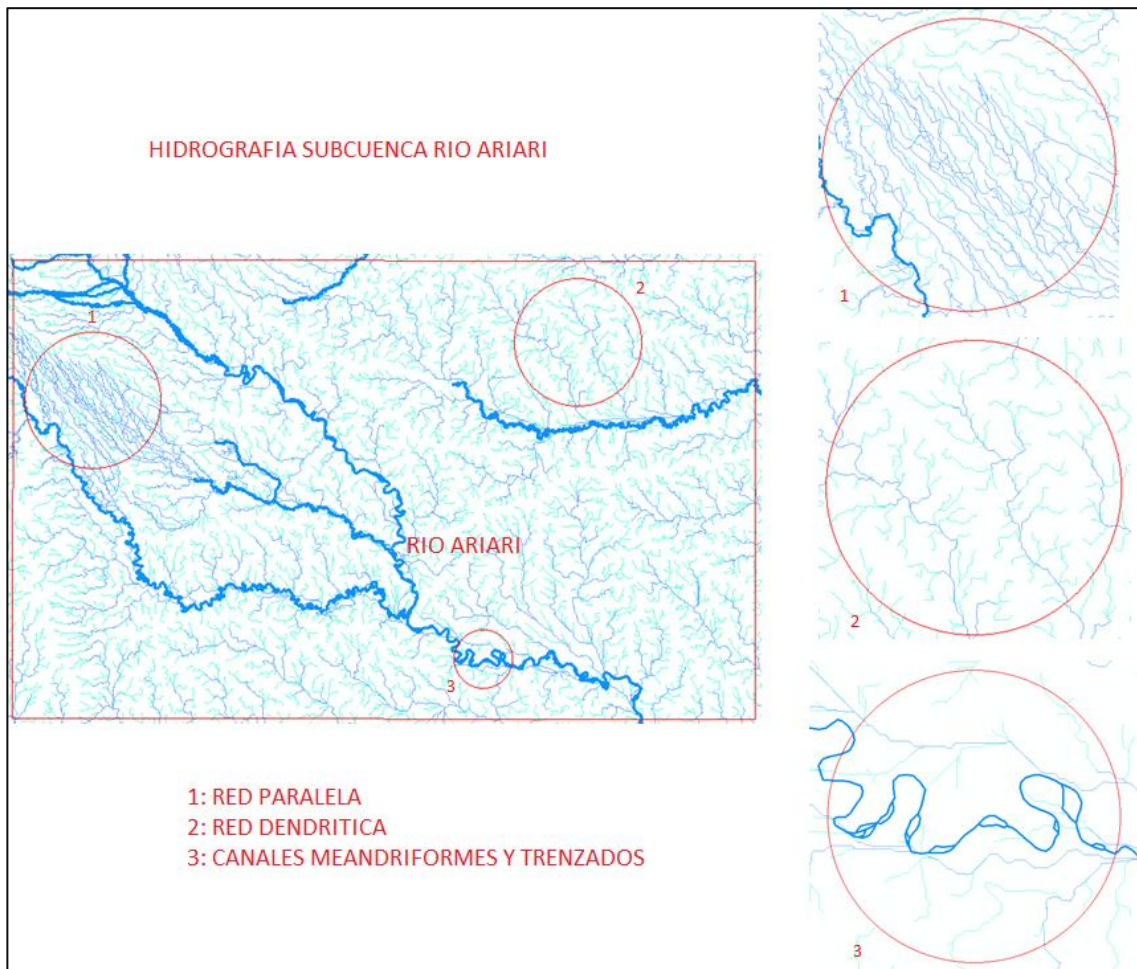 HIDROGRAFIA SUBCUENCA RIO ARIARI
1
2
RIO ARIARI
3
1: RED PARALELA
2: RED DENDRITICA
3: CANALES MEANDRIFORMES Y TRENZADOS
1
2
3